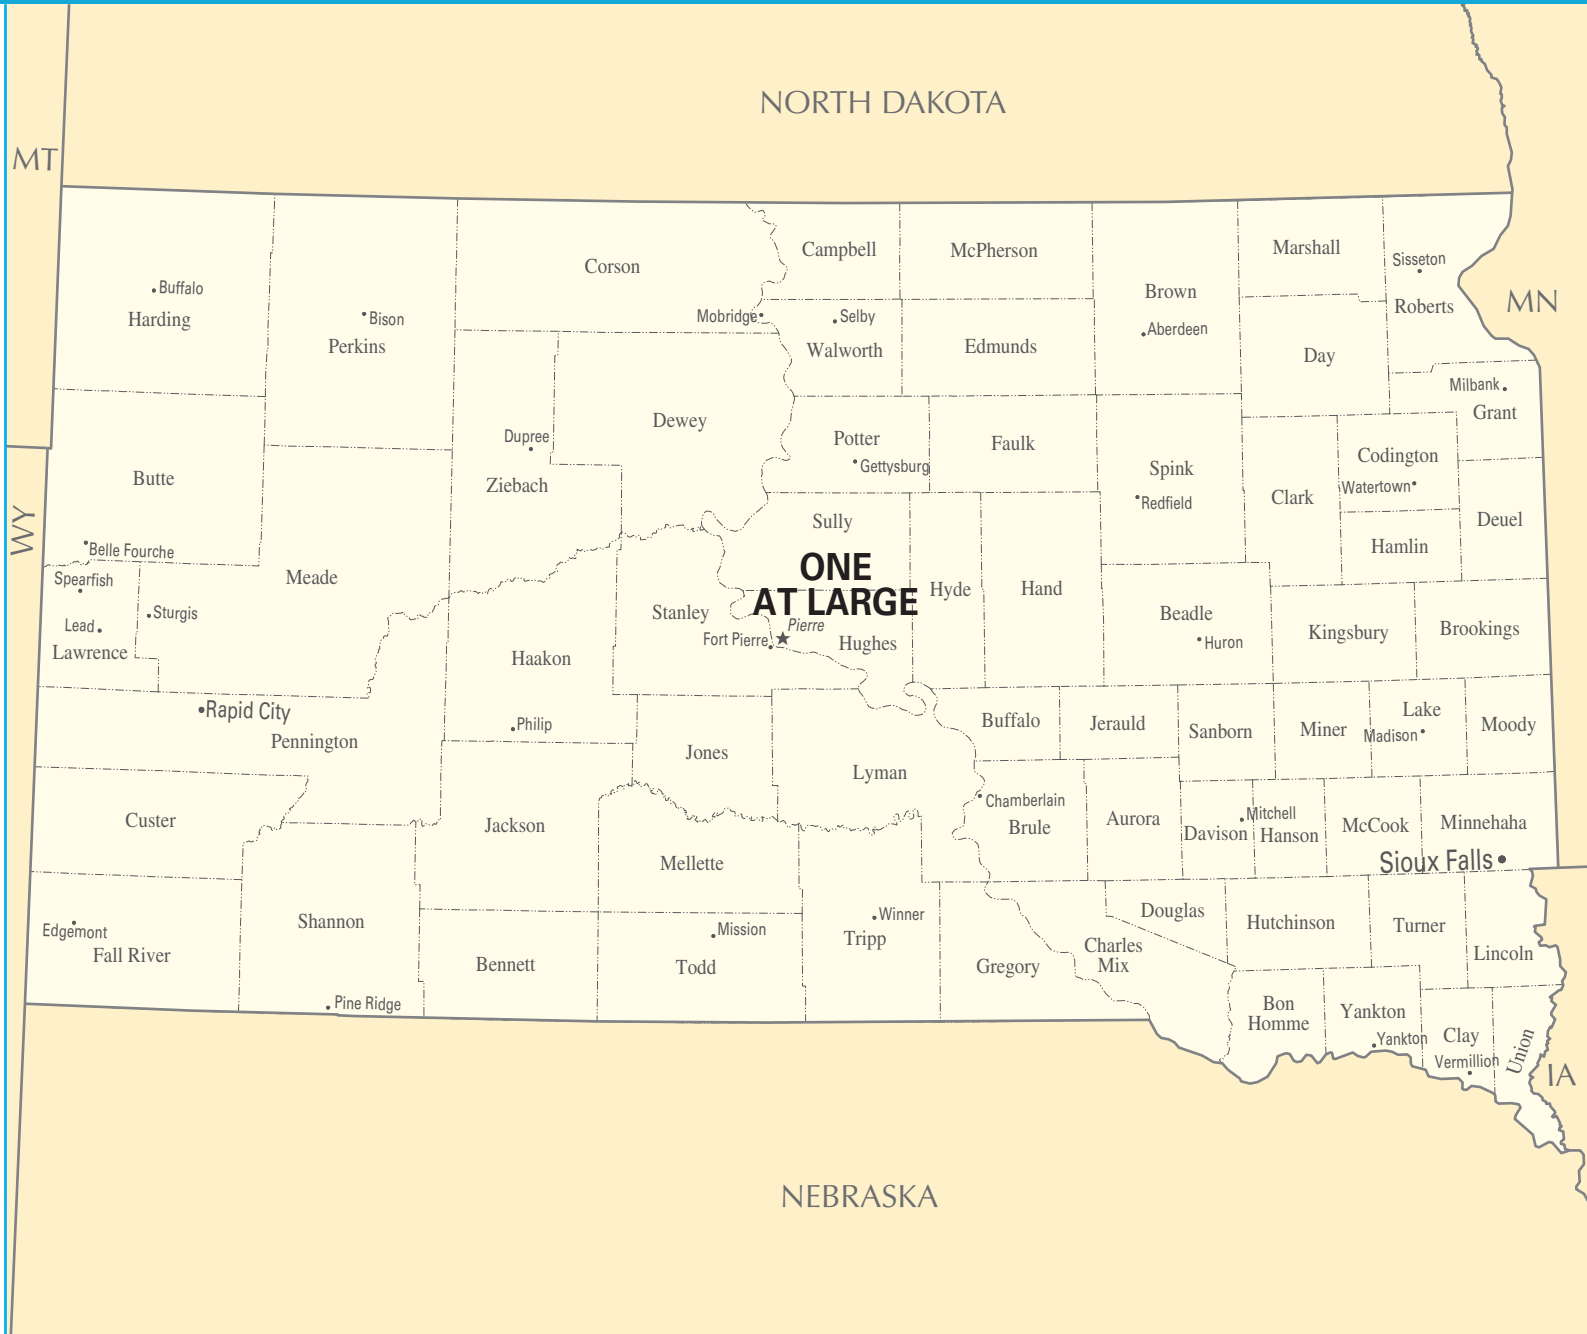 NORTH DAKOTA
MT
Campbell
McPherson
Marshall
Corson
Sisseton
Buffalo
Brown
MN
Roberts
Harding
Bison
Mobridge
Selby
Aberdeen
Perkins
Walworth
Edmunds
Day
Milbank
Grant
Dewey
Dupree
Potter
Faulk
Gettysburg
Codington
Butte
Ziebach
Spink
Watertown
Redfield
Clark
WY
Sully
Deuel
Belle Fourche
Hamlin
Spearfish
Meade
ONE
AT LARGE
Hyde
Hand
Sturgis
Stanley
Beadle
Lead
Pierre
Fort Pierre
Hughes
Huron
Kingsbury
Brookings
Lawrence
Haakon
Rapid City
Philip
Pennington
Buffalo
Jerauld
Sanborn
Miner
Lake
Madison
Moody
Jones
Lyman
Custer
Jackson
Chamberlain
Brule
Aurora
Davison
Mitchell
Hanson
McCook
Minnehaha
Sioux Falls
Mellette
Shannon
Winner
Douglas
Hutchinson
Turner
Edgemont
Fall River
Mission
Tripp
Charles
Mix
Lincoln
Bennett
Todd
Gregory
Pine Ridge
Bon
Homme
Yankton
Yankton
Clay
Vermillion
Union
IA
NEBRASKA